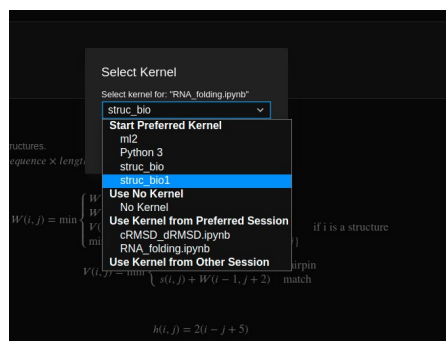 Select Kernel
Select kernel for: "RNA_folding.ipynb"
struc_bio
Start Preferred Kernel
ml2
Python 3
struc_bio
struc_bio1
Use No Kernel
No Kernel
Use Kernel from Preferred Session
cRMSD_dRMSD.ipynb
RNA_folding.ipynb
Use Kernel from Other Session
ructures.
equence × leng
W(i, j) = min
if i is a structure
V(i, j) = min
irpin
s(i, j) + W(i − 1, j + 2) match
h(i, j) = 2(i − j + 5)